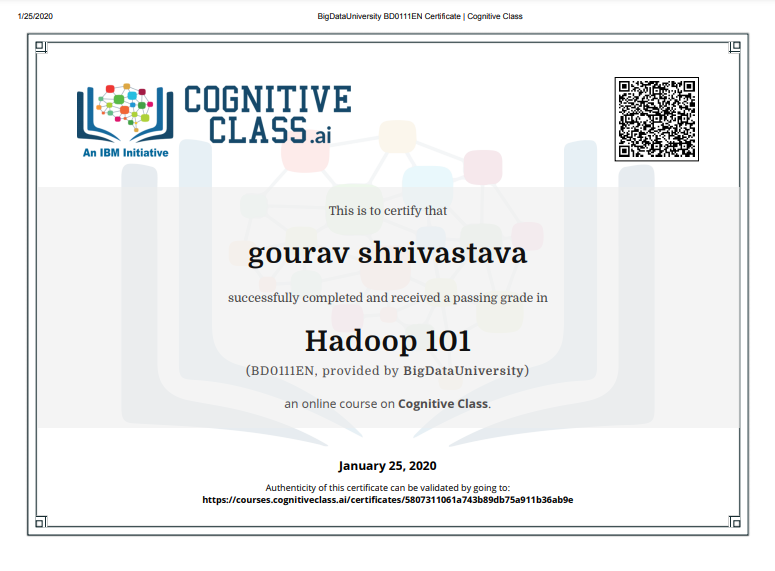 1/25/2020
BigDataUniversity BD0111EN Certificate | Cognitive Class
COGNITIVE
CLASS.ai
An IBM Initiative
This is to certify that
gourav shrivastava
successfully completed and received a passing grade in
Hadoop 101
(BD0111EN, provided by BigDataUniversity)
an online course on Cognitive Class.
January 25, 2020
Authenticity of this certificate can be validated by going to:
https://courses.cognitiveclass.ai/certificates/5807311061a743b89db75a911b36ab9e